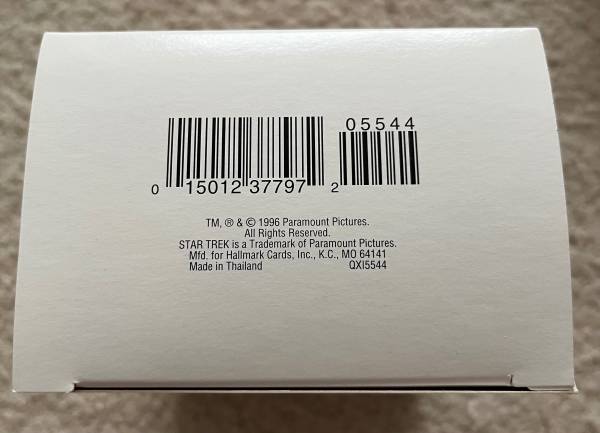 05544
0 15012 37797 2
TM, ® & © 1996 Paramount Pictures.
All Rights Reserved.
STAR TREK is a Trademark of Paramount Pictures.
Mfd. for Hallmark Cards, Inc., K.C., MO 64141
Made in Thailand QXI5544